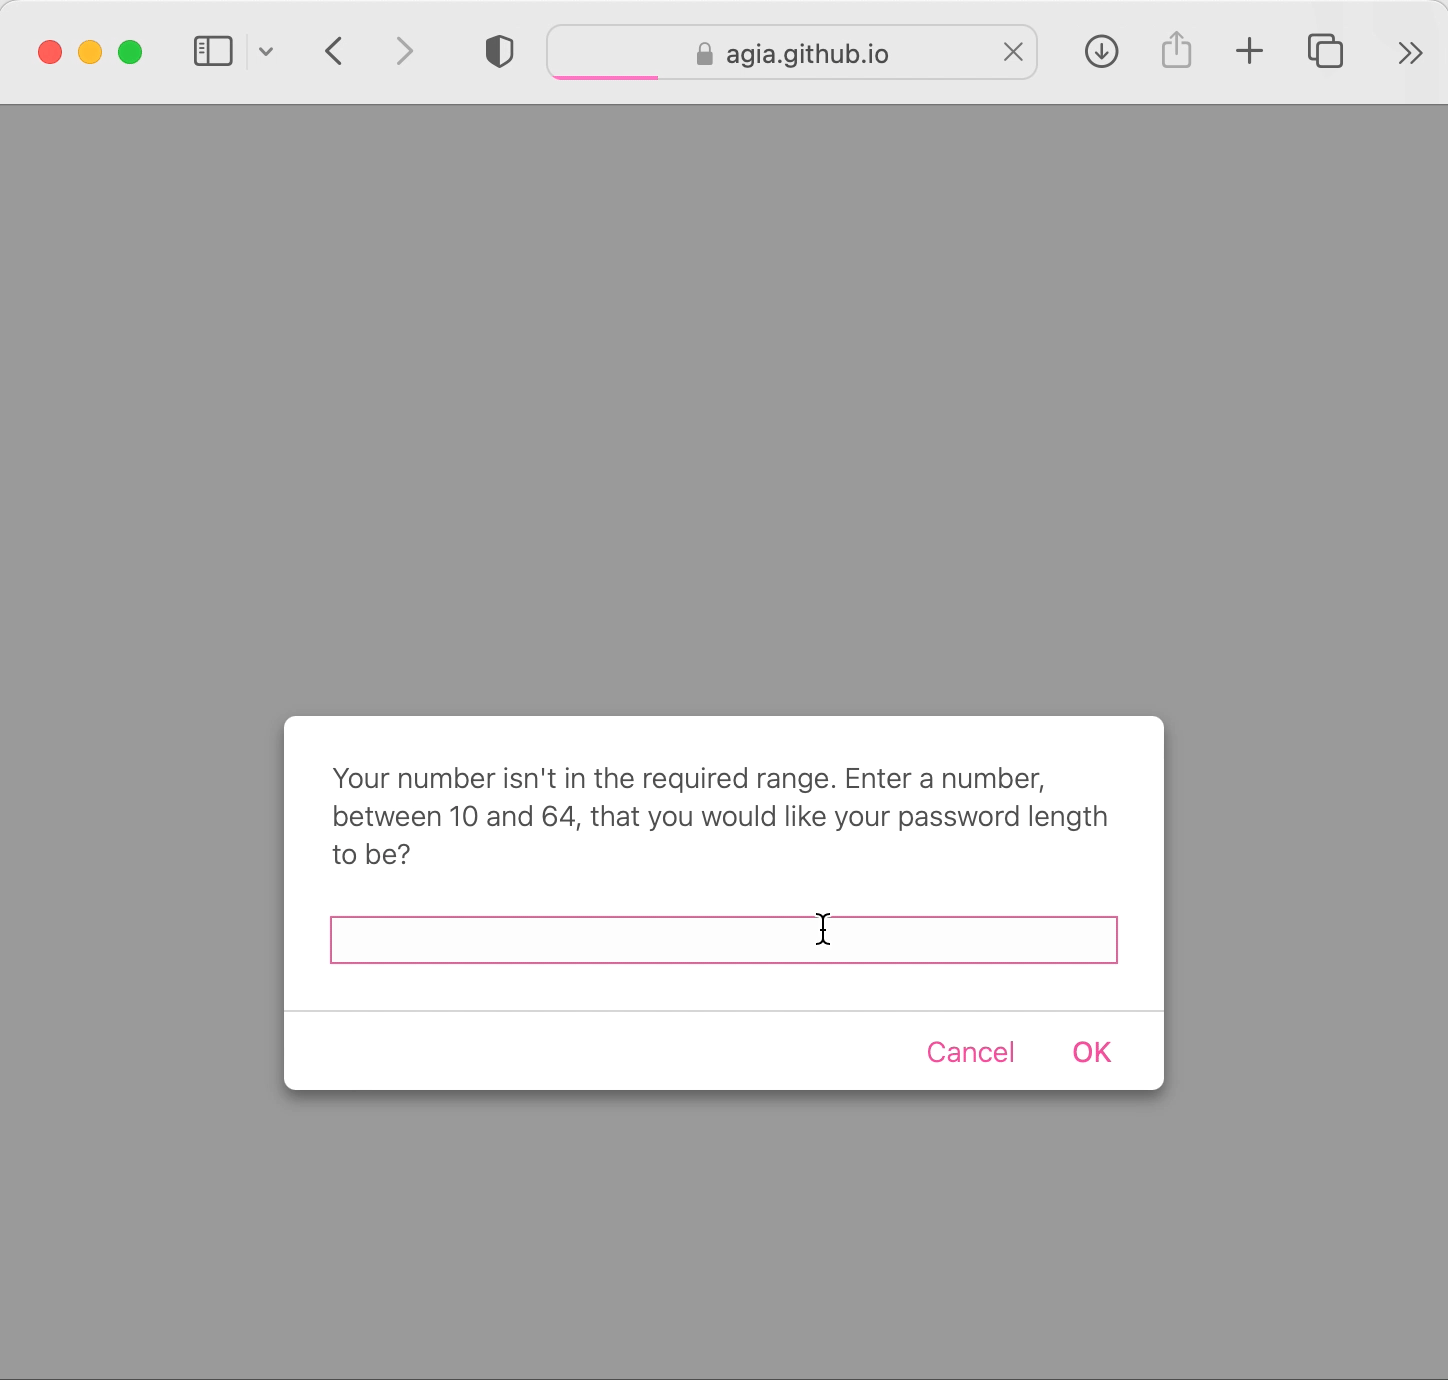 agia.github.io
Your number isn't in the required range. Enter a number,
between 10 and 64, that you would like your password length
to be?
Cancel OK